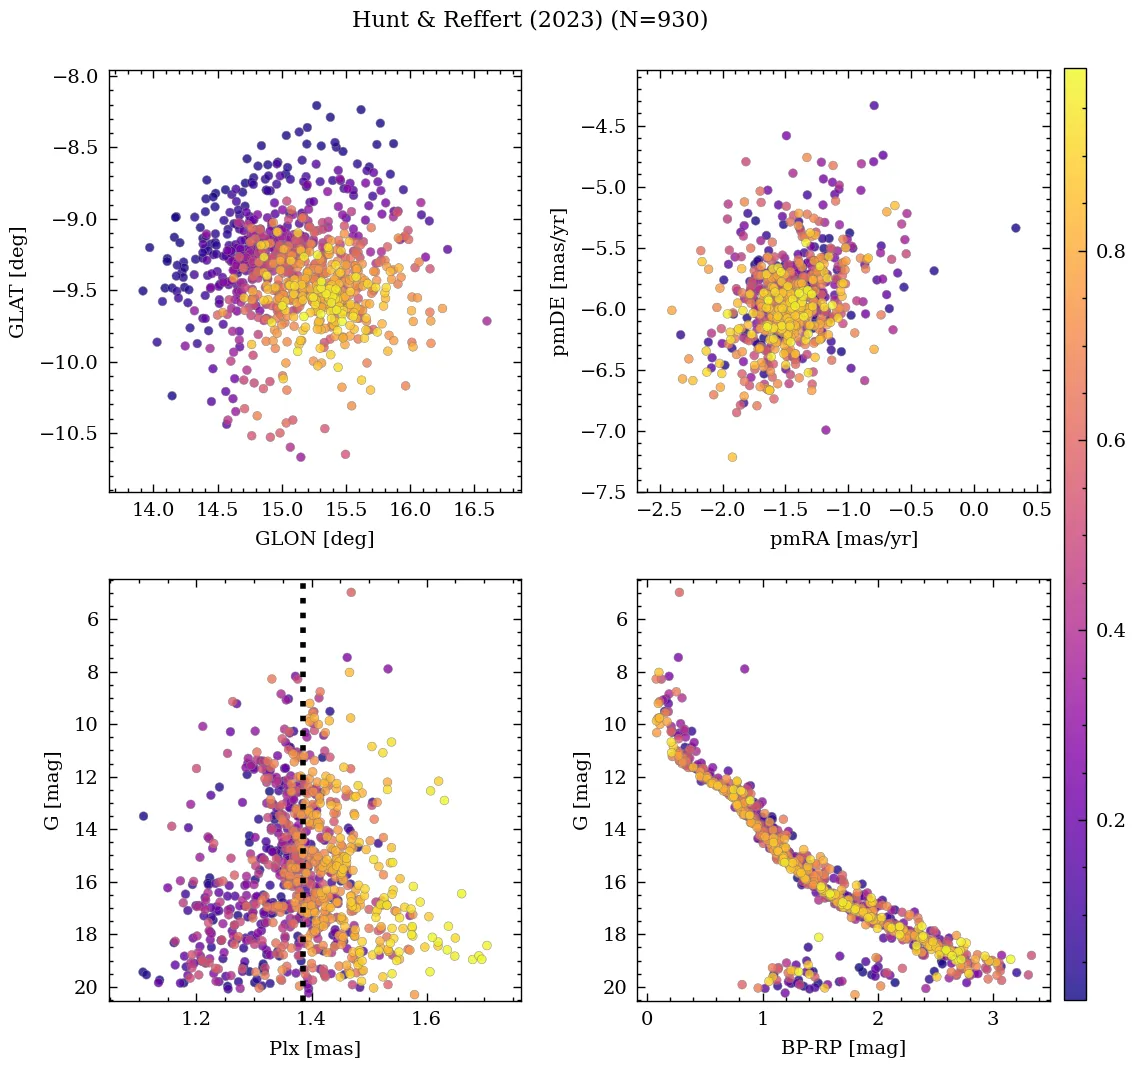 Hunt & Reffert (2023) (N=930)
−8.0
−8.5
−9.0
−9.5
−10.0
−10.5
GLAT [deg]
14.0 14.5 15.0 15.5 16.0 16.5
GLON [deg]
−4.5
−5.0
−5.5
−6.0
−6.5
−7.0
−7.5
pmDE [mas/yr]
−2.5 −2.0 −1.5 −1.0 −0.5 0.0 0.5
pmRA [mas/yr]
0.8
0.6
0.4
0.2
6
8
10
12
14
16
18
20
G [mag]
1.2 1.4 1.6
Plx [mas]
6
8
10
12
14
16
18
20
G [mag]
0 1 2 3
BP-RP [mag]